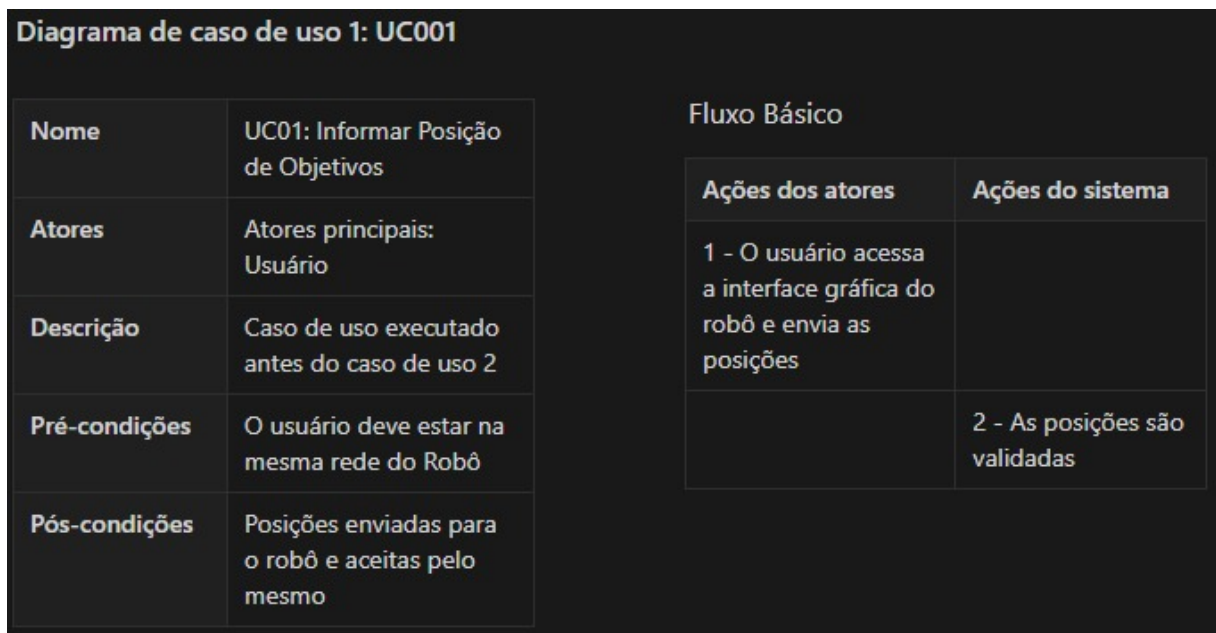 Diagrama de caso de uso 1: UC001
Nome
UC01: Informar Posição
de Objetivos
Atores
Atores principais:
Usuário
Descrição
Caso de uso executado
antes do caso de uso 2
Pré-condições
O usuário deve estar na
mesma rede do Robô
Pós-condições
Posições enviadas para
o robô e aceitas pelo
mesmo
Fluxo Básico
Ações dos atores
Ações do sistema
1 - O usuário acessa
a interface gráfica do
robô e envia as
posições
2 - As posições são
validadas